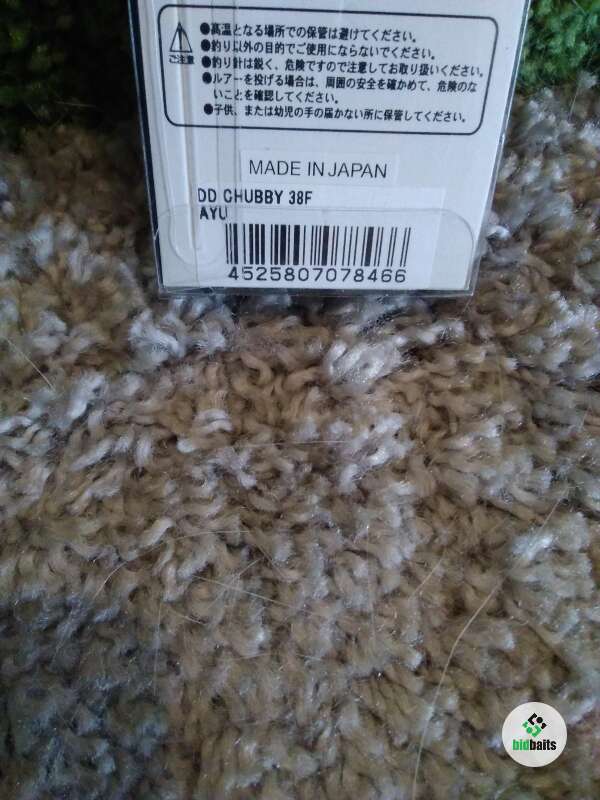 ●高温となる場所での保管は避けてください。
●釣り以外の目的でご使用にならないでください。
●釣り針は鋭く、危険ですので注意してお取り扱いください。
●ルアーを投げる場合は、周囲の安全を確かめて、危険のな
いことを確認してください。
●子供、または幼児の手の届かない所に保管してください。
ご注意
MADE IN JAPAN
DD CHUBBY 38F
AYU
4525807078466
bidbaits